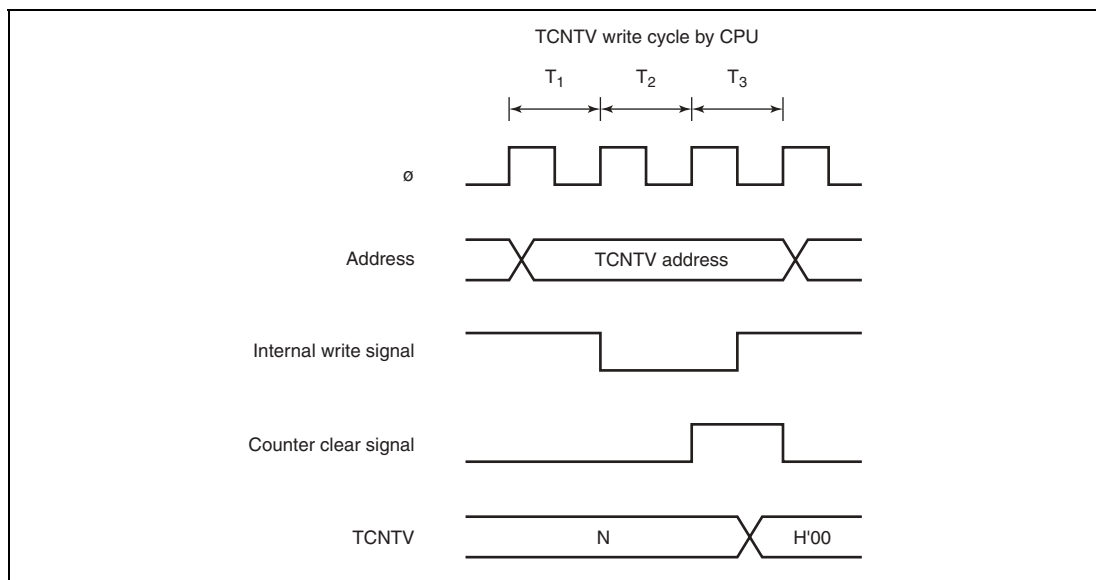 TCNTV write cycle by CPU
T₁ T₂ T₃
ø
Address
TCNTV address
Internal write signal
Counter clear signal
TCNTV
N
H'00